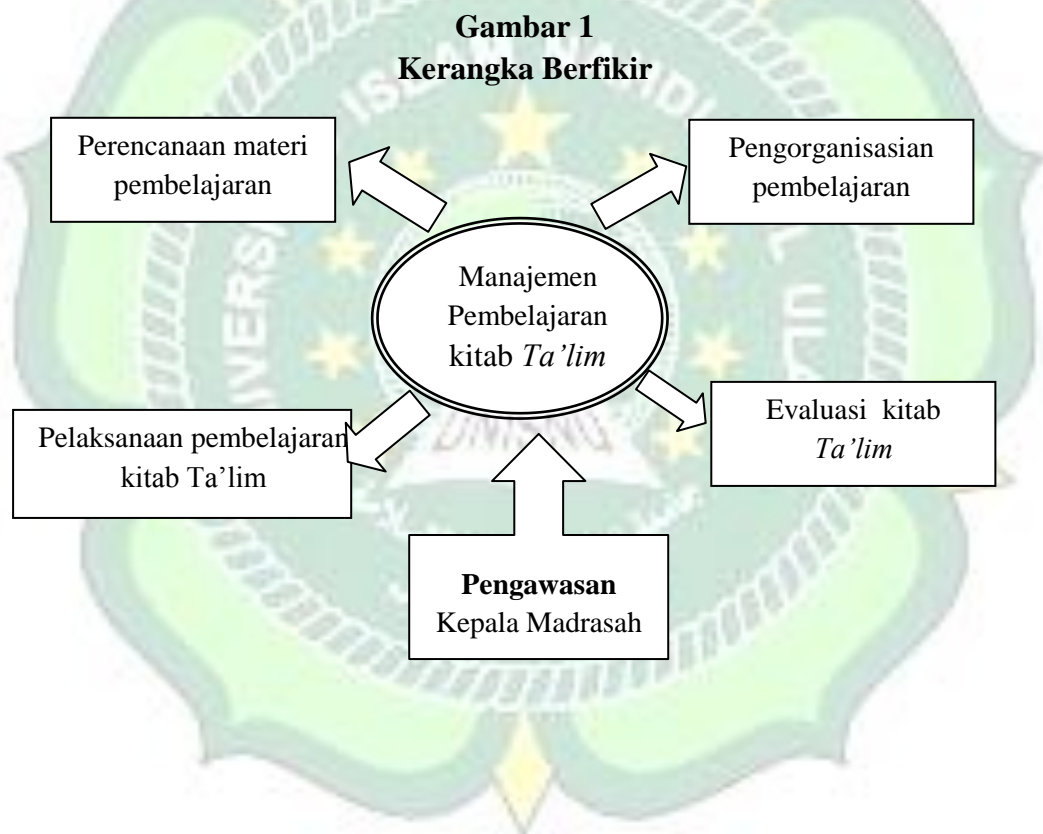 Gambar 1
Kerangka Berfikir
Perencanaan materi
pembelajaran
Pengorganisasian
pembelajaran
Manajemen
Pembelajaran
kitab Ta’lim
Pelaksanaan pembelajaran
kitab Ta’lim
Evaluasi kitab
Ta’lim
Pengawasan
Kepala Madrasah
ISLAM